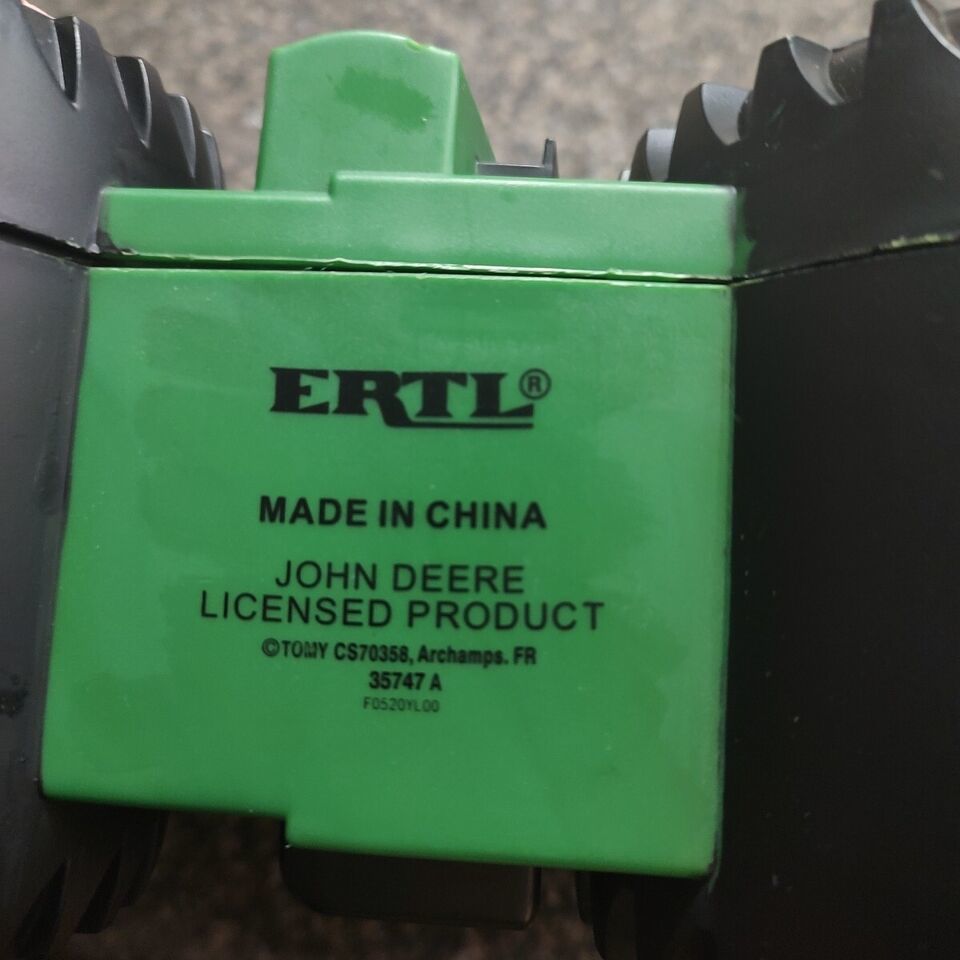 ERTL®
MADE IN CHINA
JOHN DEERE
LICENSED PRODUCT
©TOMY CS70358, Archamps. FR
35747 A
F0520YL00